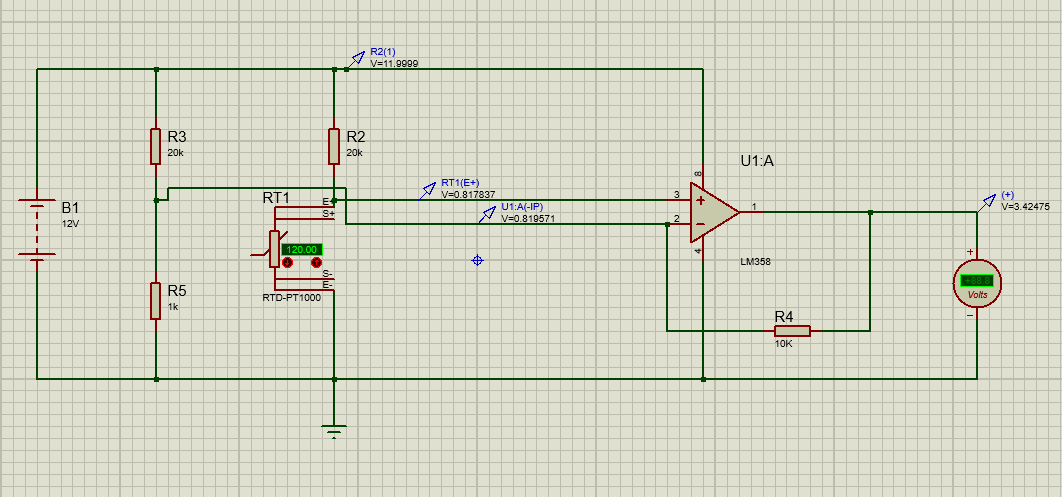 R2(1)
V=11.9999
R3
20k
R2
20k
U1:A
8
B1
12V
RT1
E+
S+
RT1(E+)
V=0.817837
U1:A(-IP)
V=0.819571
3
2
1
4
(+)
V=3.42475
120.00
S-
E-
RTD-PT1000
LM358
+
Volts
−
R5
1k
R4
10K